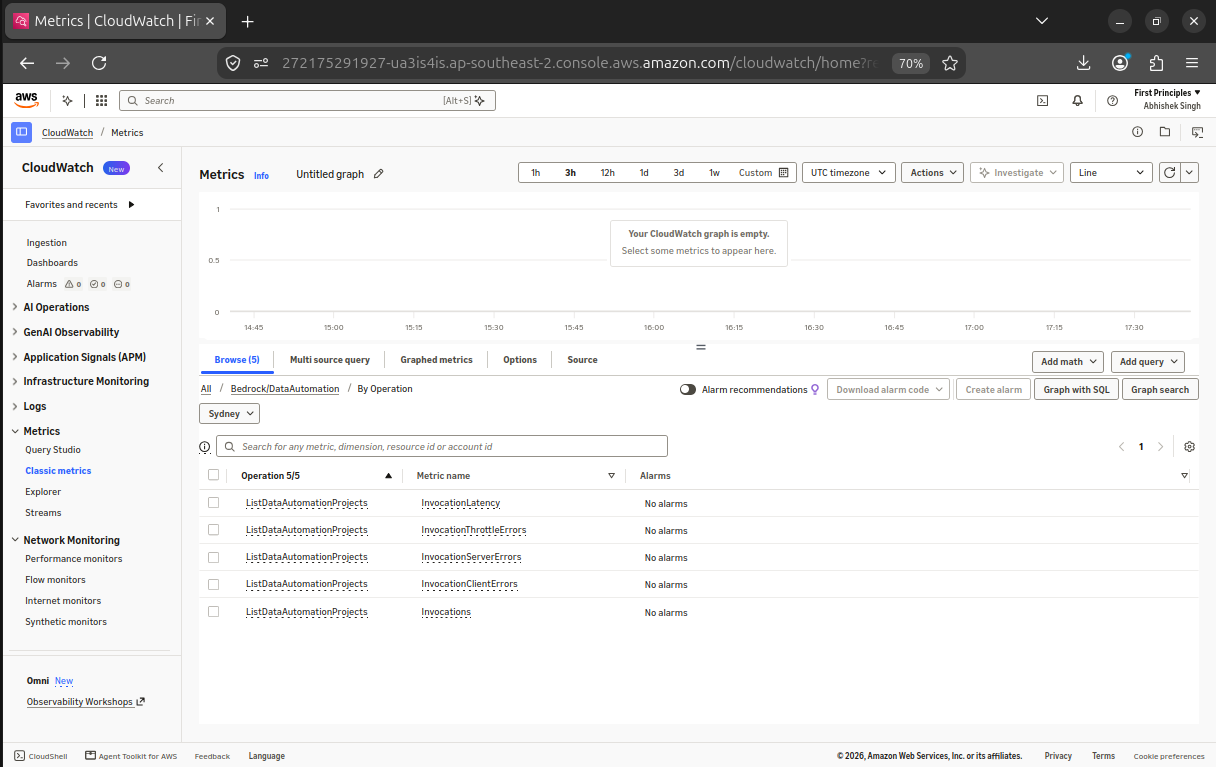 Metrics | CloudWatch | Fir
272175291927-ua3is4is.ap-southeast-2.console.aws.amazon.com/cloudwatch/home?re
70%
aws
Search
[Alt+S]
First Principles
Abhishek Singh
CloudWatch / Metrics
CloudWatch New
Favorites and recents
Ingestion
Dashboards
Alarms 0 0 0
AI Operations
GenAI Observability
Application Signals (APM)
Infrastructure Monitoring
Logs
Metrics
Query Studio
Classic metrics
Explorer
Streams
Network Monitoring
Performance monitors
Flow monitors
Internet monitors
Synthetic monitors
Omni New
Observability Workshops
Metrics Info Untitled graph
1h 3h 12h 1d 3d 1w Custom UTC timezone Actions Investigate Line
1
0.5
0
Your CloudWatch graph is empty.
Select some metrics to appear here.
14:45 15:00 15:15 15:30 15:45 16:00 16:15 16:30 16:45 17:00 17:15 17:30
Browse (5) Multi source query Graphed metrics Options Source Add math Add query
All / Bedrock/DataAutomation / By Operation
Alarm recommendations Download alarm code Create alarm Graph with SQL Graph search
Sydney
Search for any metric, dimension, resource id or account id
1
Operation 5/5 Metric name Alarms
ListDataAutomationProjects InvocationLatency No alarms
ListDataAutomationProjects InvocationThrottleErrors No alarms
ListDataAutomationProjects InvocationServerErrors No alarms
ListDataAutomationProjects InvocationClientErrors No alarms
ListDataAutomationProjects Invocations No alarms
CloudShell Agent Toolkit for AWS Feedback Language
© 2026, Amazon Web Services, Inc. or its affiliates. Privacy Terms Cookie preferences